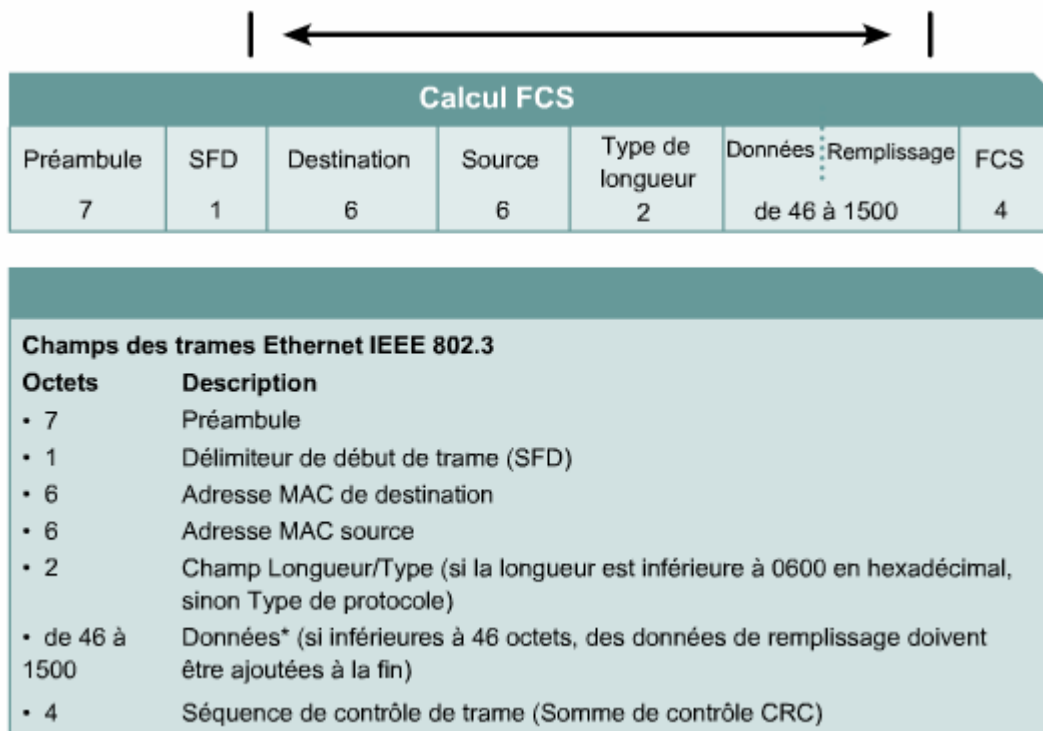 Calcul FCS
Préambule SFD Destination Source Type de longueur Données Remplissage FCS
7 1 6 6 2 de 46 à 1500 4
Champs des trames Ethernet IEEE 802.3
Octets Description
• 7 Préambule
• 1 Délimiteur de début de trame (SFD)
• 6 Adresse MAC de destination
• 6 Adresse MAC source
• 2 Champ Longueur/Type (si la longueur est inférieure à 0600 en hexadécimal,
sinon Type de protocole)
• de 46 à Données* (si inférieures à 46 octets, des données de remplissage doivent
1500 être ajoutées à la fin)
• 4 Séquence de contrôle de trame (Somme de contrôle CRC)